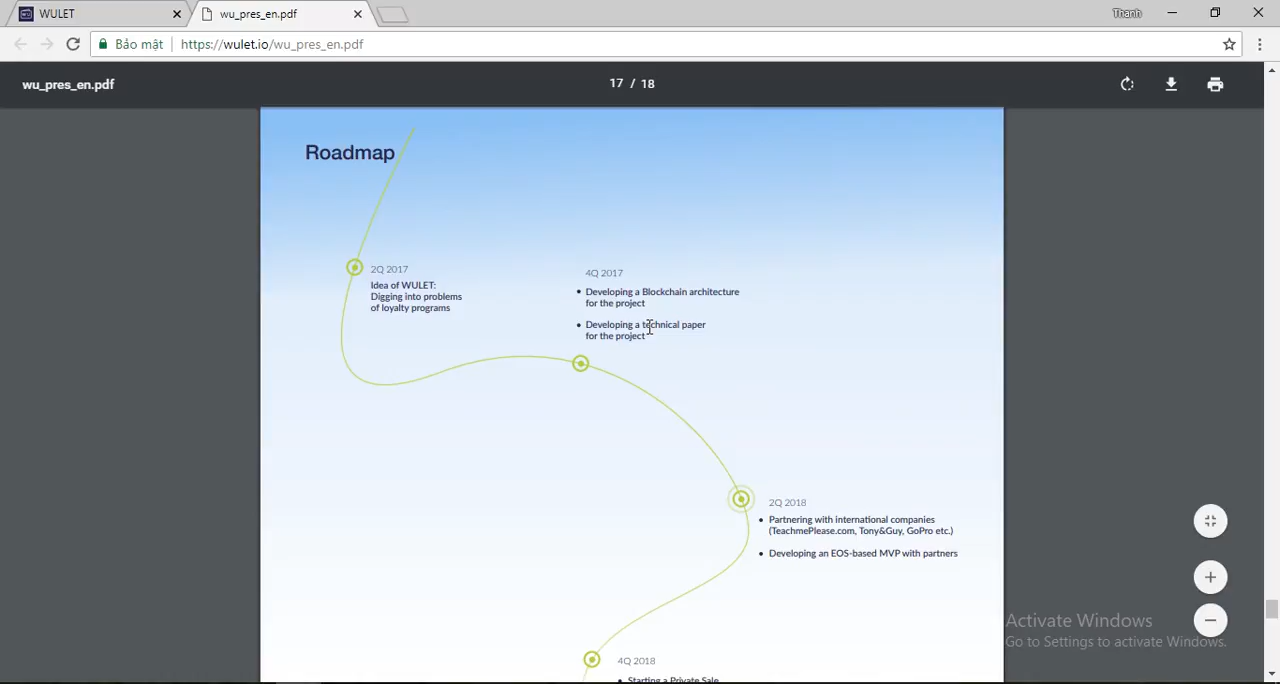 WULET
wu_pres_en.pdf
Thanh
Bảo mật
https://wulet.io/wu_pres_en.pdf
wu_pres_en.pdf
17 / 18
Roadmap
2Q 2017
Idea of WULET:
Digging into problems
of loyalty programs
4Q 2017
• Developing a Blockchain architecture
for the project
• Developing a technical paper
for the project
2Q 2018
• Partnering with international companies
(TeachmePlease.com, Tony&Guy, GoPro etc.)
• Developing an EOS-based MVP with partners
4Q 2018
• Starting a Private Sale
Activate Windows
Go to Settings to activate Windows.